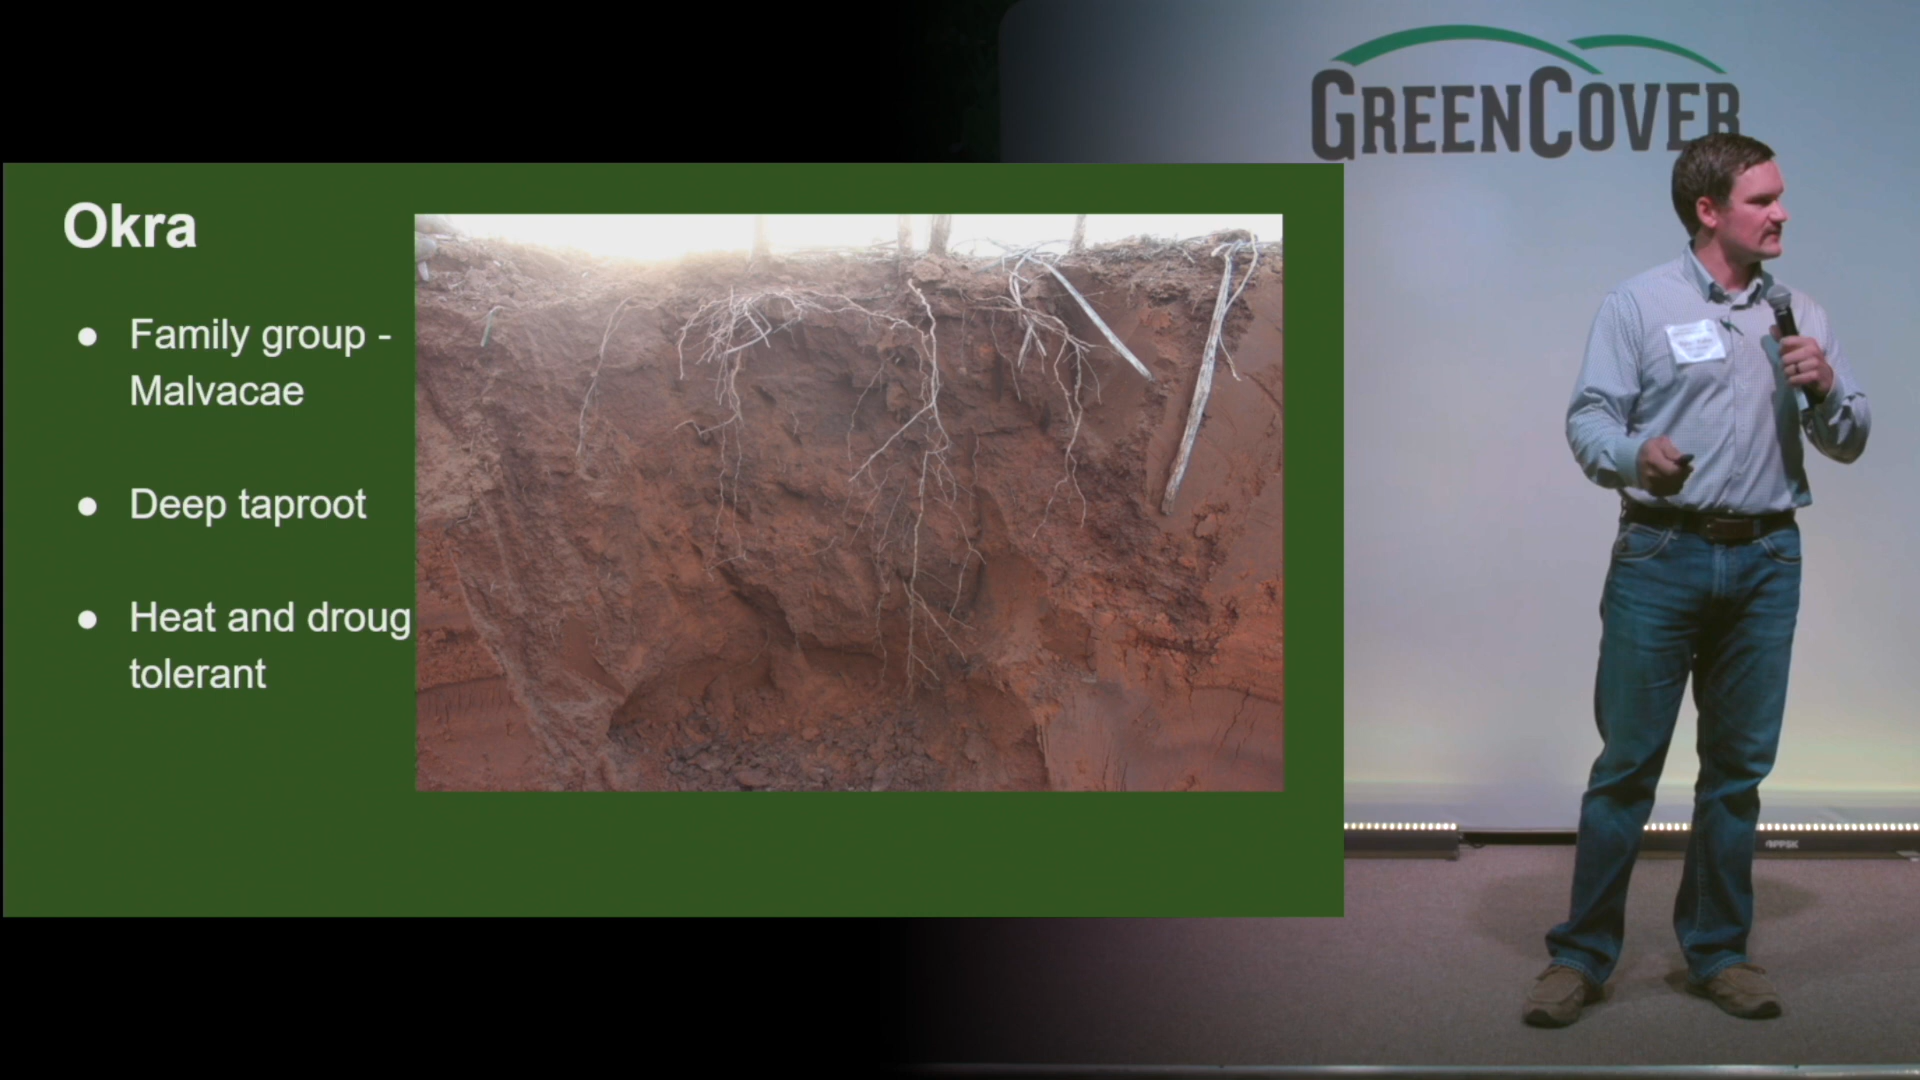 GREENCOVER
Okra
● Family group -
Malvacae
● Deep taproot
● Heat and droug
tolerant